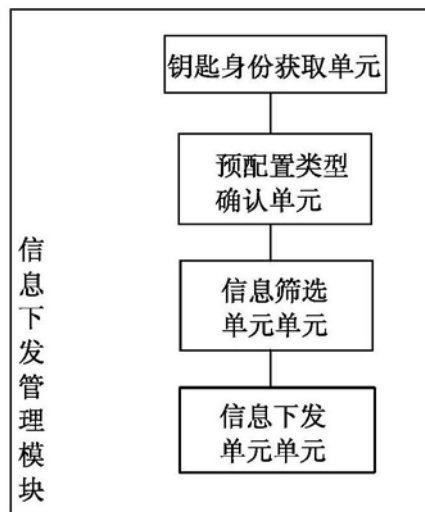 钥匙身份获取单元
预配置类型
确认单元
信息筛选
单元单元
信息下发
单元单元
信息下发管理模块